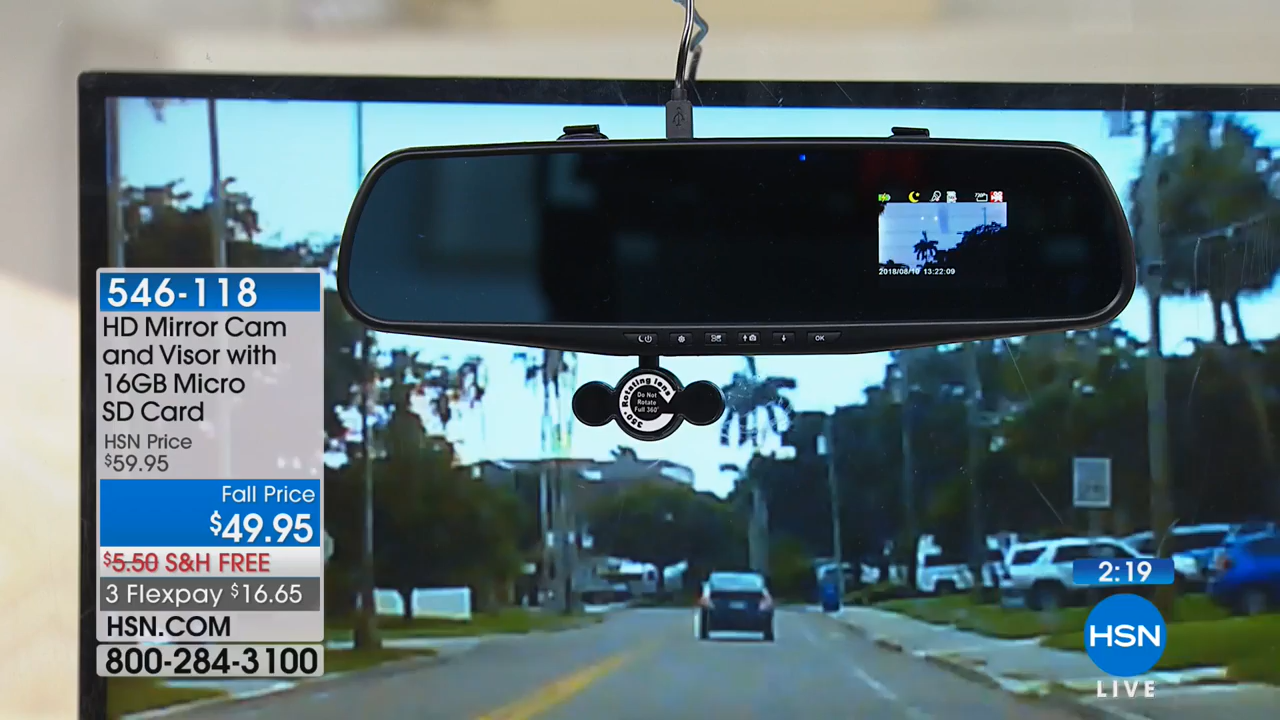 546-118
HD Mirror Cam
and Visor with
16GB Micro
SD Card
HSN Price
$59.95
Fall Price
$49.95
$5.50 S&H FREE
3 Flexpay $16.65
HSN.COM
800-284-3100
2018/08/10 13:22:09
OK
360° Rotating lens
Do Not
Rotate
Full 360°
2:19
HSN
LIVE